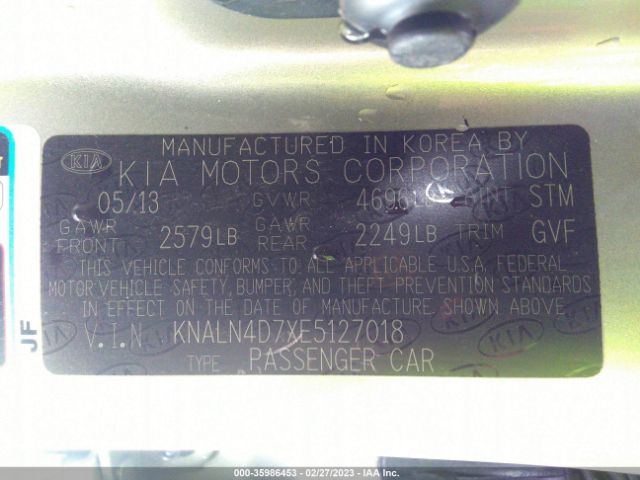 MANUFACTURED IN KOREA BY
KIA KIA MOTORS CORPORATION
05/13 GVWR STM
GAWR FRONT 2579LB GAWR REAR 2249LB TRIM GVF
THIS VEHICLE CONFORMS TO ALL APPLICABLE U.S.A. FEDERAL
MOTOR VEHICLE SAFETY, BUMPER, AND THEFT PREVENTION STANDARDS
IN EFFECT ON THE DATE OF MANUFACTURE, SHOWN ABOVE.
V.I.N. KNALN4D7XE5127018
TYPE PASSENGER CAR
JF
000-35986453 - 02/27/2023 - IAA Inc.